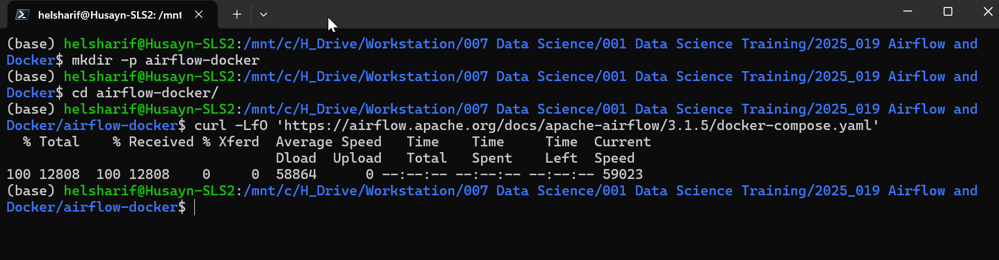 helsharif@Husayn-SLS2: /mnt
(base) helsharif@Husayn-SLS2:/mnt/c/H_Drive/Workstation/007 Data Science/001 Data Science Training/2025_019 Airflow and
Docker$ mkdir -p airflow-docker
(base) helsharif@Husayn-SLS2:/mnt/c/H_Drive/Workstation/007 Data Science/001 Data Science Training/2025_019 Airflow and
Docker$ cd airflow-docker/
(base) helsharif@Husayn-SLS2:/mnt/c/H_Drive/Workstation/007 Data Science/001 Data Science Training/2025_019 Airflow and
Docker/airflow-docker$ curl -LfO 'https://airflow.apache.org/docs/apache-airflow/3.1.5/docker-compose.yaml'
  % Total    % Received % Xferd  Average Speed   Time    Time     Time  Current
                                 Dload  Upload   Total   Spent    Left  Speed
100 12808  100 12808    0     0  58864      0 --:--:-- --:--:-- --:--:-- 59023
(base) helsharif@Husayn-SLS2:/mnt/c/H_Drive/Workstation/007 Data Science/001 Data Science Training/2025_019 Airflow and
Docker/airflow-docker$